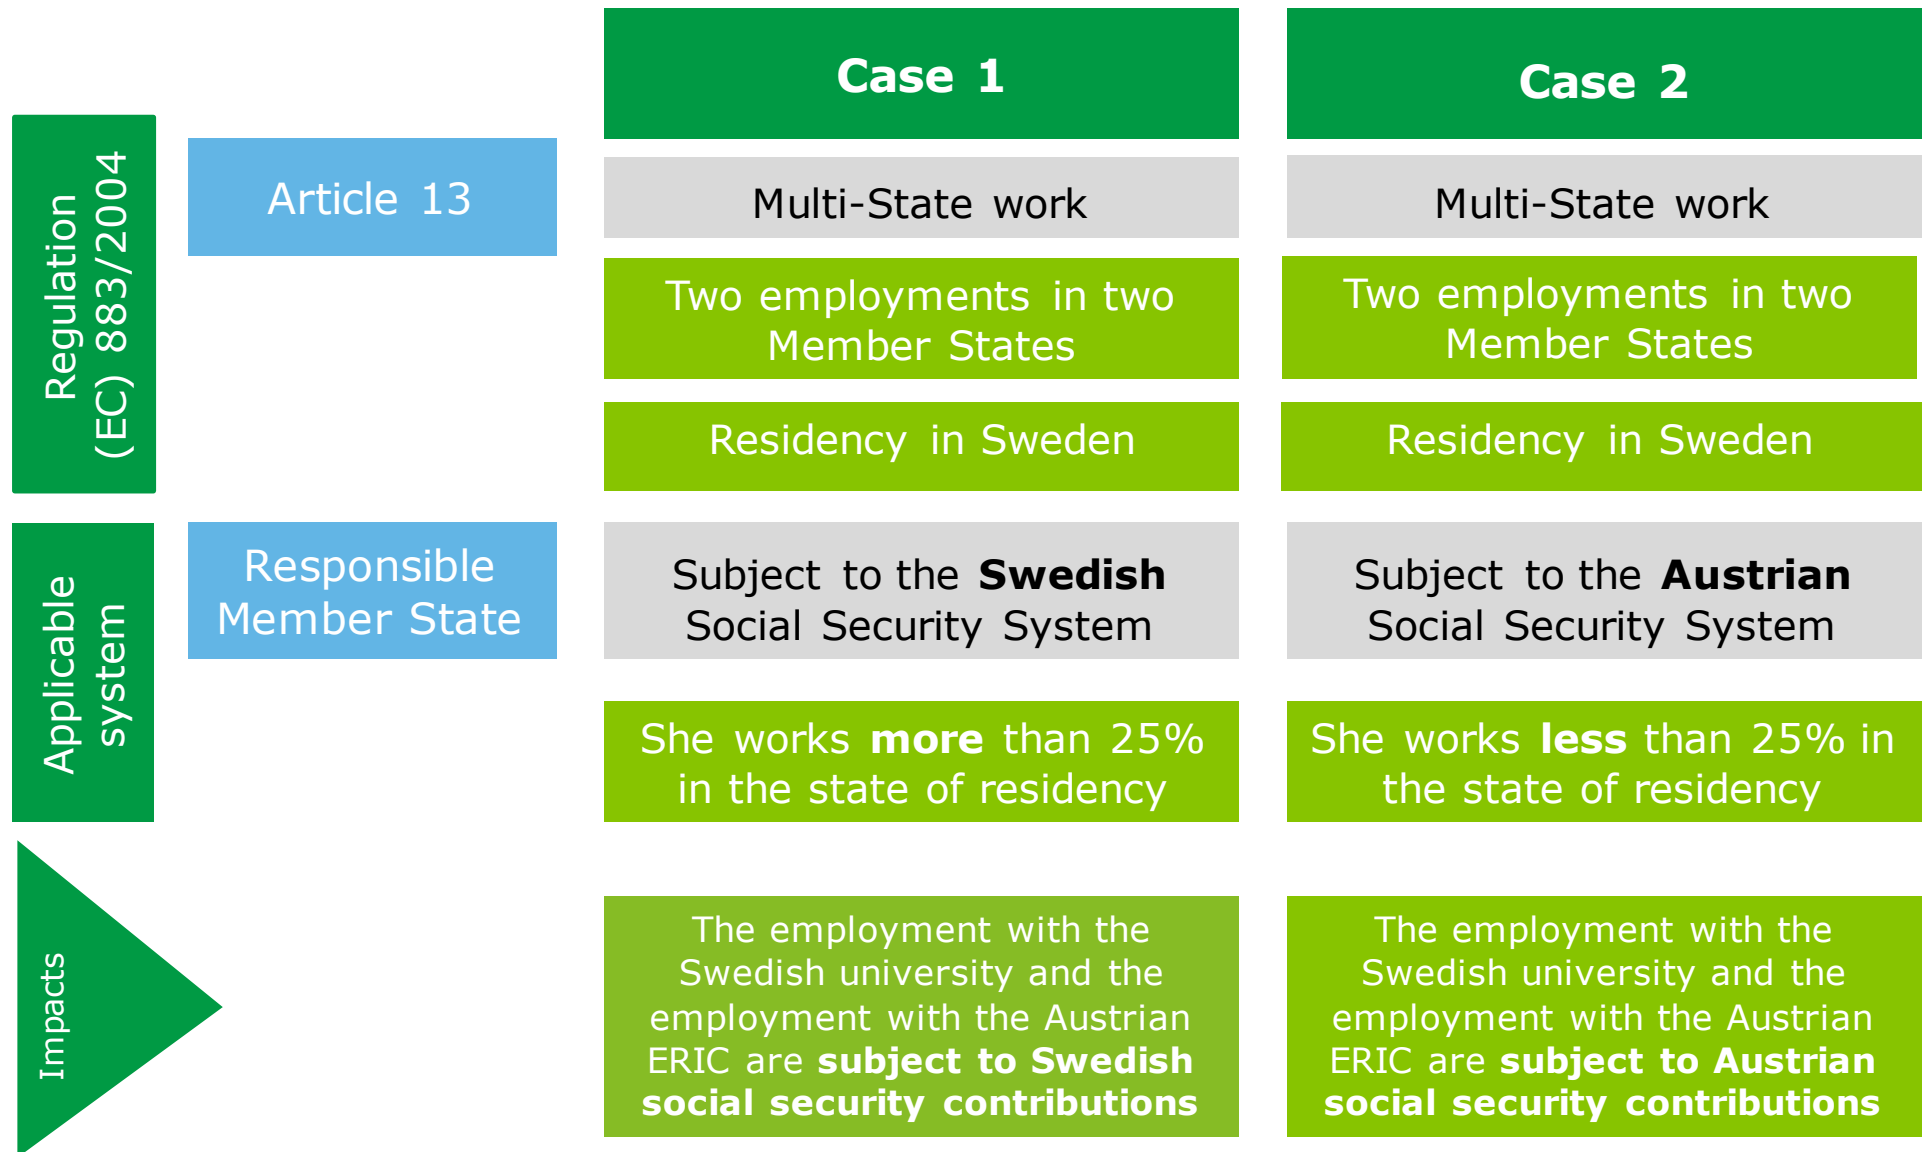 Case 1
Case 2
Regulation
(EC) 883/2004
Article 13
Multi-State work
Multi-State work
Two employments in two
Member States
Two employments in two
Member States
Residency in Sweden
Residency in Sweden
Applicable
system
Responsible
Member State
Subject to the Swedish
Social Security System
Subject to the Austrian
Social Security System
She works more than 25%
in the state of residency
She works less than 25% in
the state of residency
Impacts
The employment with the
Swedish university and the
employment with the Austrian
ERIC are subject to Swedish
social security contributions
The employment with the
Swedish university and the
employment with the Austrian
ERIC are subject to Austrian
social security contributions